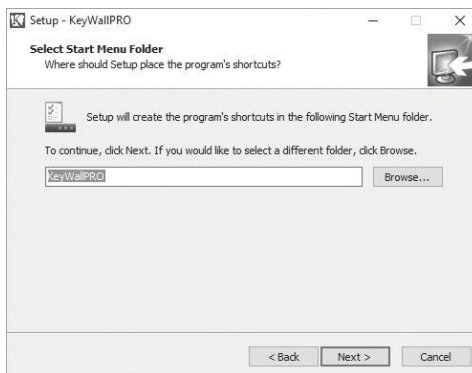 Setup - KeyWallPRO
Select Start Menu Folder
Where should Setup place the program's shortcuts?
Setup will create the program's shortcuts in the following Start Menu folder.
To continue, click Next. If you would like to select a different folder, click Browse.
KeyWallPRO
Browse...
< Back
Next >
Cancel